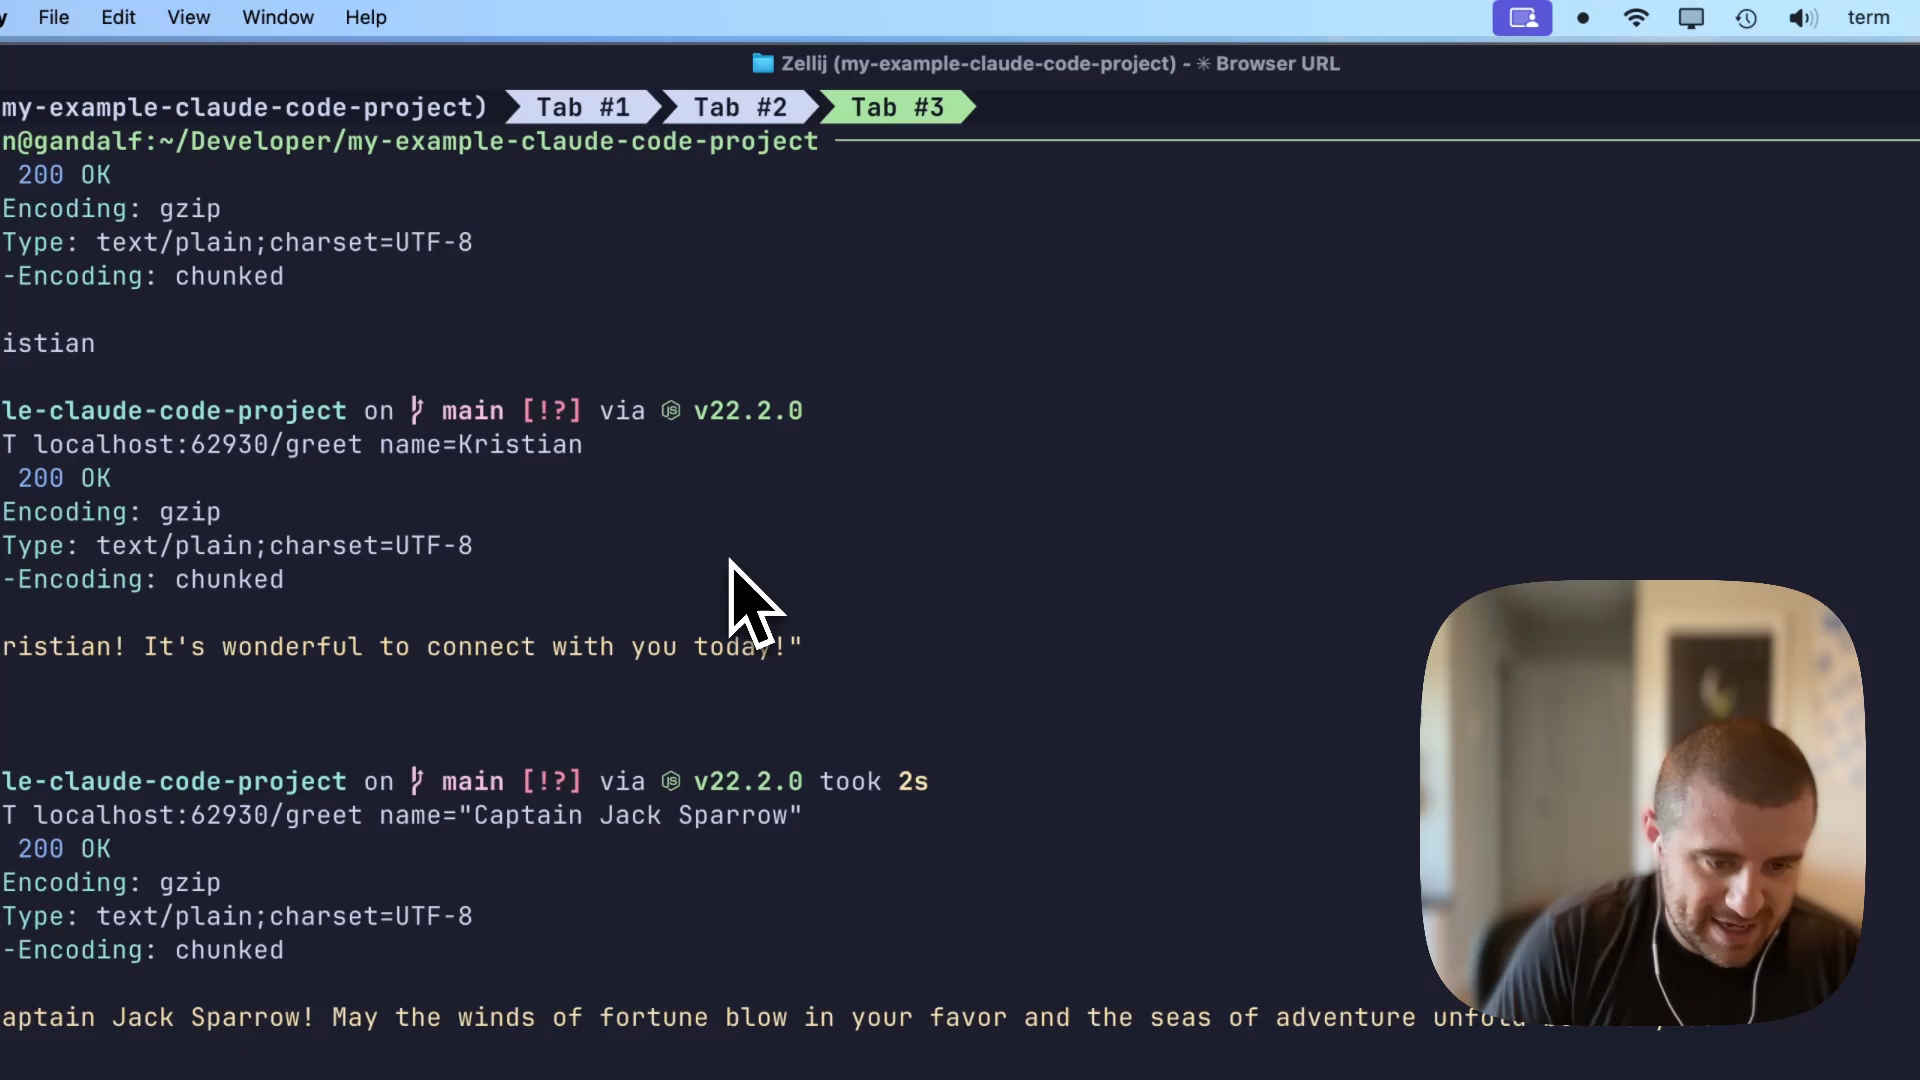 File Edit View Window Help term
Zellij (my-example-claude-code-project) - ✳ Browser URL
my-example-claude-code-project) Tab #1 Tab #2 Tab #3
n@gandalf:~/Developer/my-example-claude-code-project
200 OK
Encoding: gzip
Type: text/plain;charset=UTF-8
-Encoding: chunked
istian
le-claude-code-project on main [!?] via v22.2.0
T localhost:62930/greet name=Kristian
200 OK
Encoding: gzip
Type: text/plain;charset=UTF-8
-Encoding: chunked
ristian! It's wonderful to connect with you today!"
le-claude-code-project on main [!?] via v22.2.0 took 2s
T localhost:62930/greet name="Captain Jack Sparrow"
200 OK
Encoding: gzip
Type: text/plain;charset=UTF-8
-Encoding: chunked
aptain Jack Sparrow! May the winds of fortune blow in your favor and the seas of adventure unfold